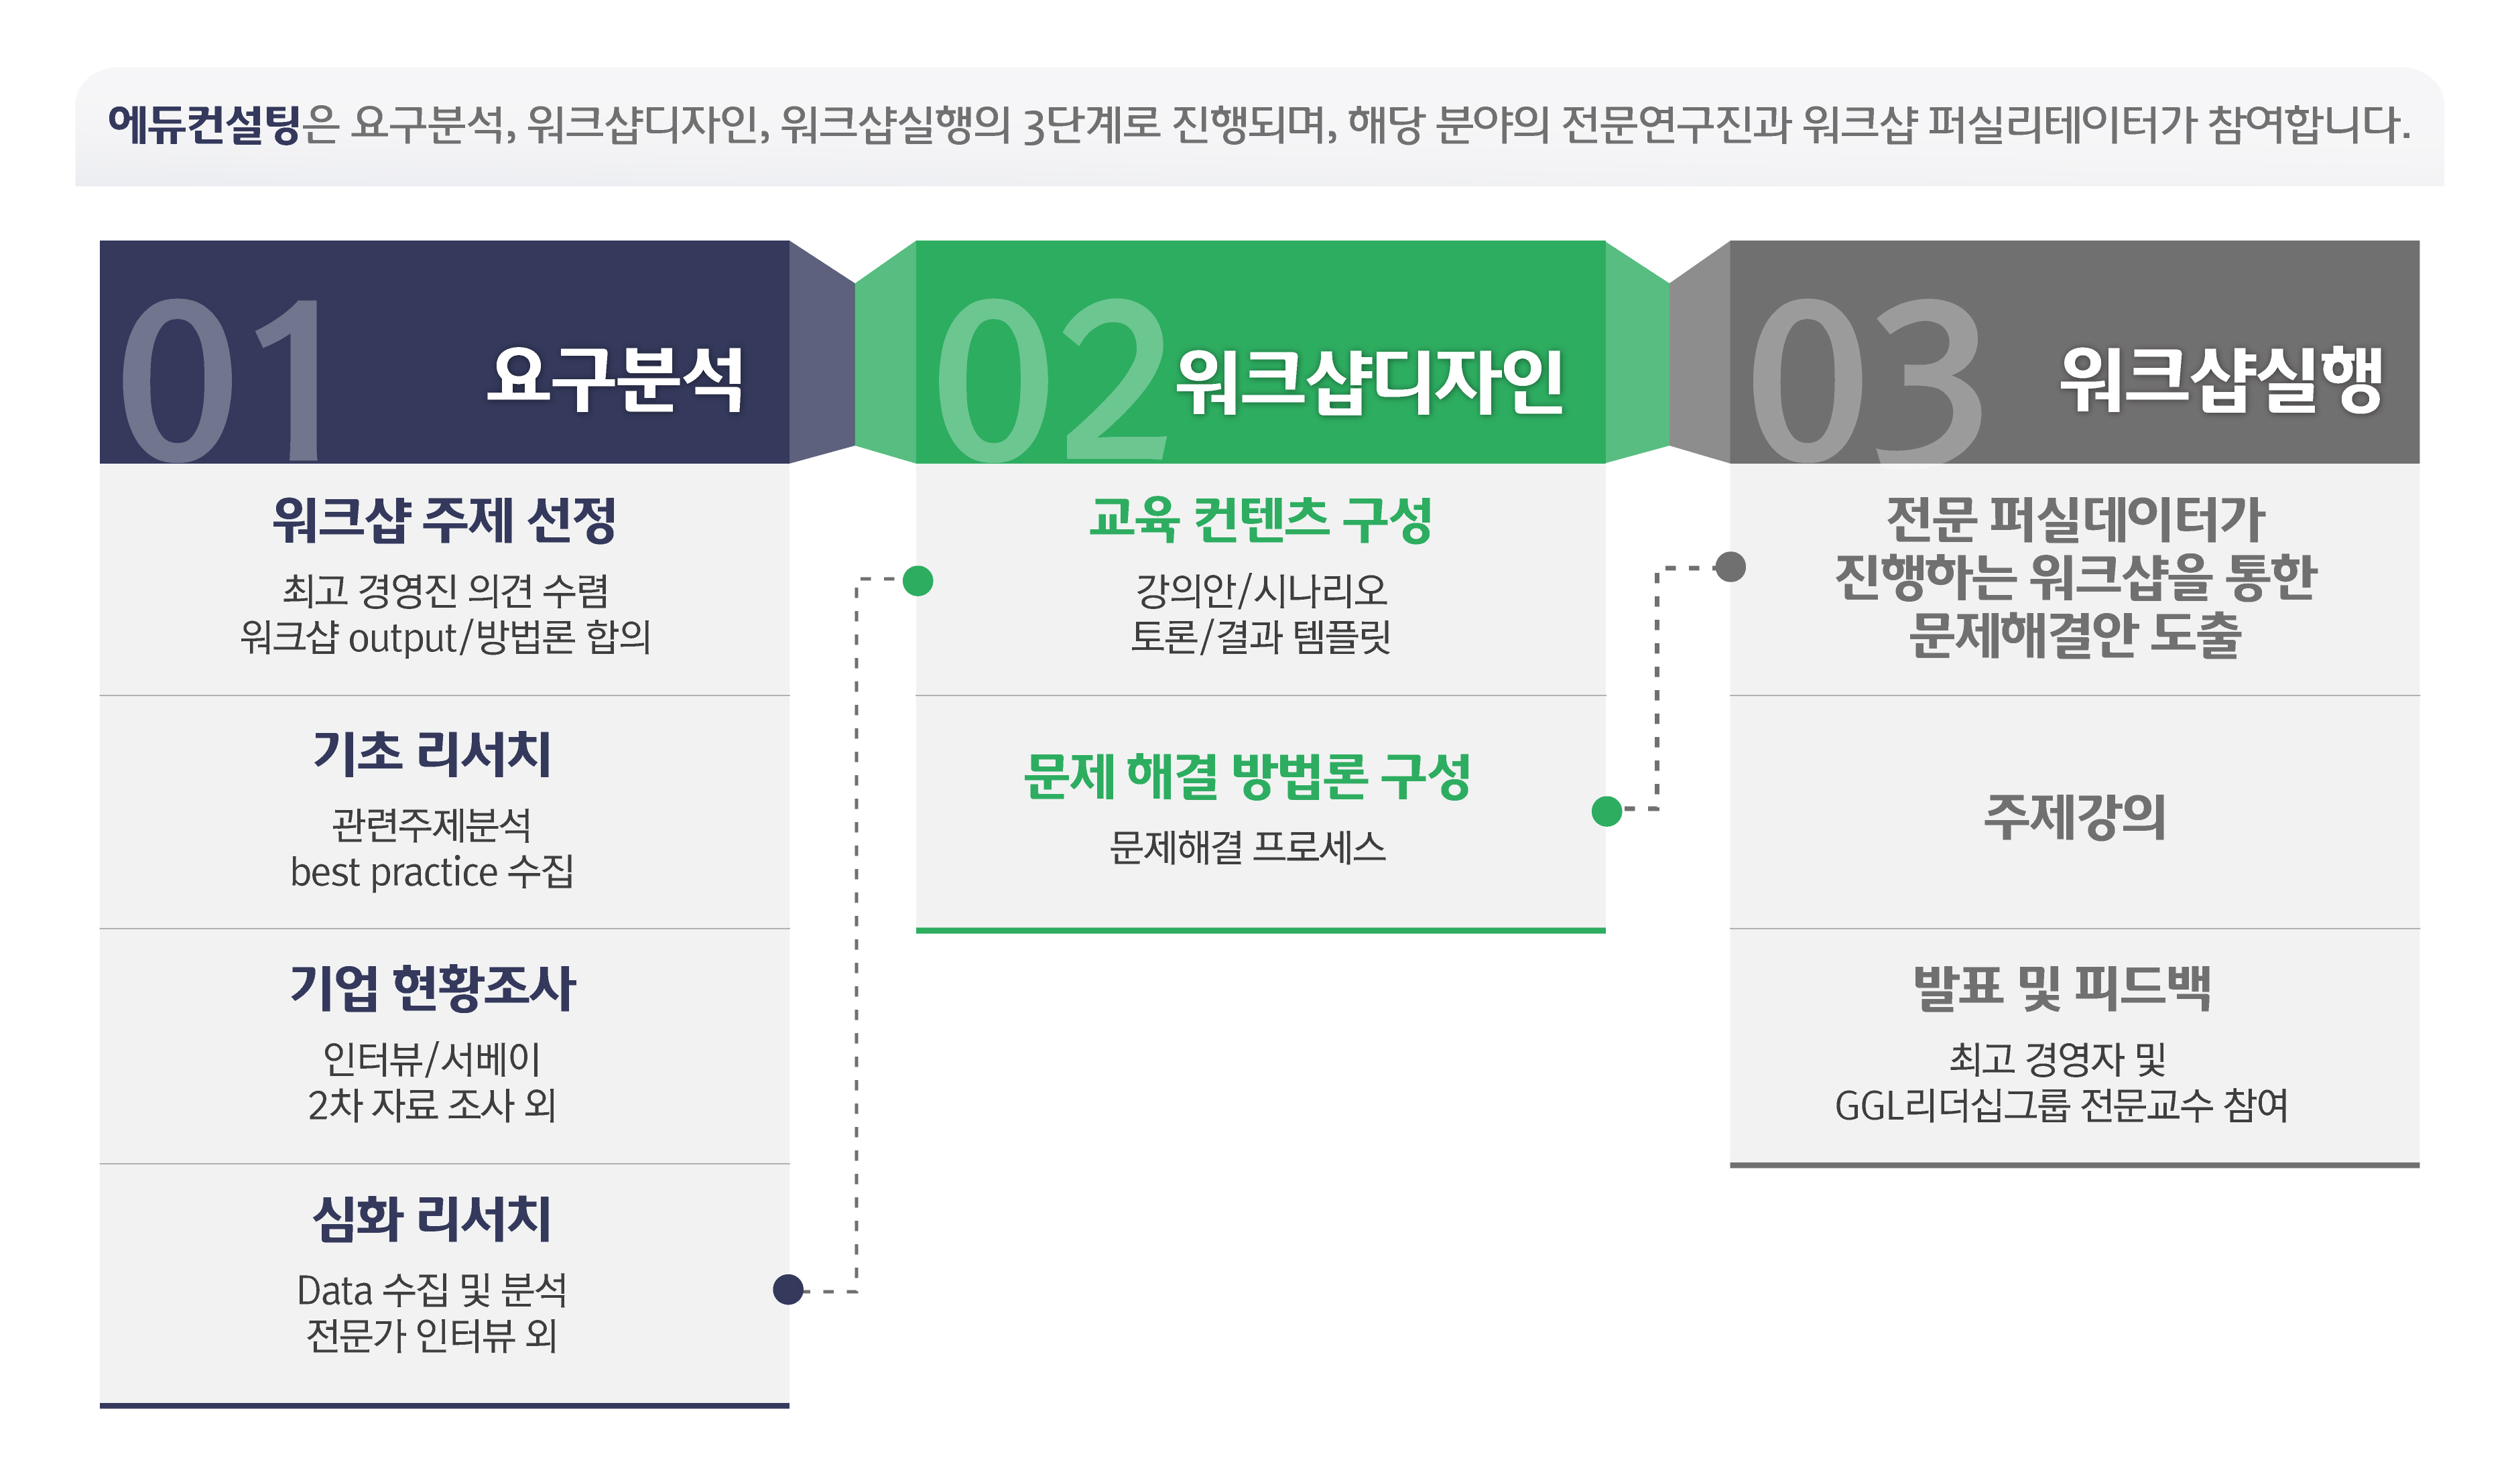 에듀컨설팅은 요구분석, 워크샵디자인, 워크샵실행의 3단계로 진행되며, 해당 분야의 전문연구진과 워크샵 퍼실리테이터가 참여합니다.
01 요구분석
워크샵 주제 선정
최고 경영진 의견 수렴
워크샵 output/방법론 합의
기초 리서치
관련주제분석
best practice 수집
기업 현황조사
인터뷰/서베이
2차 자료 조사 외
심화 리서치
Data 수집 및 분석
전문가 인터뷰 외
02 워크샵디자인
교육 컨텐츠 구성
강의안/시나리오
토론/결과 템플릿
문제 해결 방법론 구성
문제해결 프로세스
03 워크샵실행
전문 퍼실데이터가
진행하는 워크샵을 통한
문제해결안 도출
주제강의
발표 및 피드백
최고 경영자 및
GGL리더십그룹 전문교수 참여